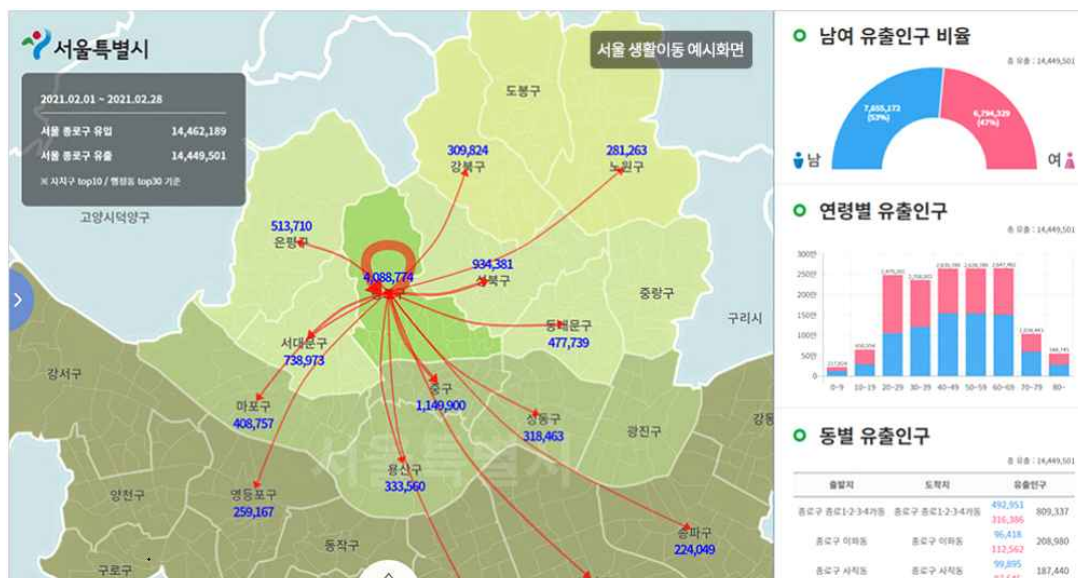 서울특별시
서울 생활이동 예시화면
2021.02.01 ~ 2021.02.28
서울 종로구 유입 14,462,189
서울 종로구 유출 14,449,501
※ 자치구 top10 / 행정동 top30 기준
도봉구
309,824
강북구
281,263
노원구
고양시덕양구
513,710
은평구
4,088,774
934,381
성북구
중랑구
구리시
동대문구
477,739
서대문구
738,973
강서구
중구
1,149,900
마포구
408,757
성동구
318,463
광진구
강동
서울특별시
용산구
333,560
양천구
영등포구
259,167
송파구
224,049
동작구
구로구
남녀 유출인구 비율
총 유출 : 14,449,501
7,655,172
(53%)
6,794,329
(47%)
남
여
연령별 유출인구
총 유출 : 14,449,501
300만
250만
200만
150만
100만
50만
0
0~9 10~19 20~29 30~39 40~49 50~59 60~69 70~79 80~
동별 유출인구
총 유출 : 14,449,501
출발지 도착지 유출인구
종로구 종로1·2·3·4가동 종로구 종로1·2·3·4가동 492,951 809,337
316,386
종로구 이화동 종로구 이화동 96,418 208,980
112,562
종로구 사직동 종로구 사직동 99,895 187,440